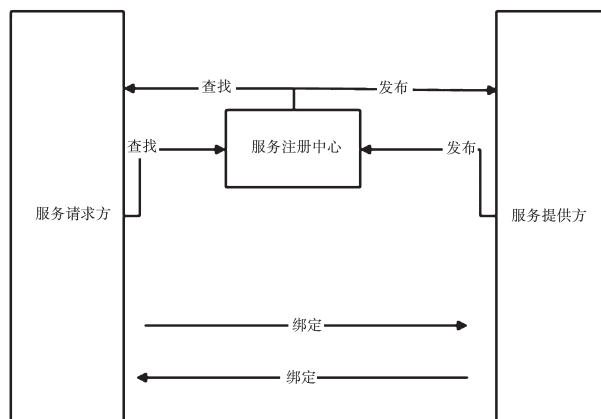 查找
发布
查找
服务注册中心
发布
服务请求方
服务提供方
绑定
绑定